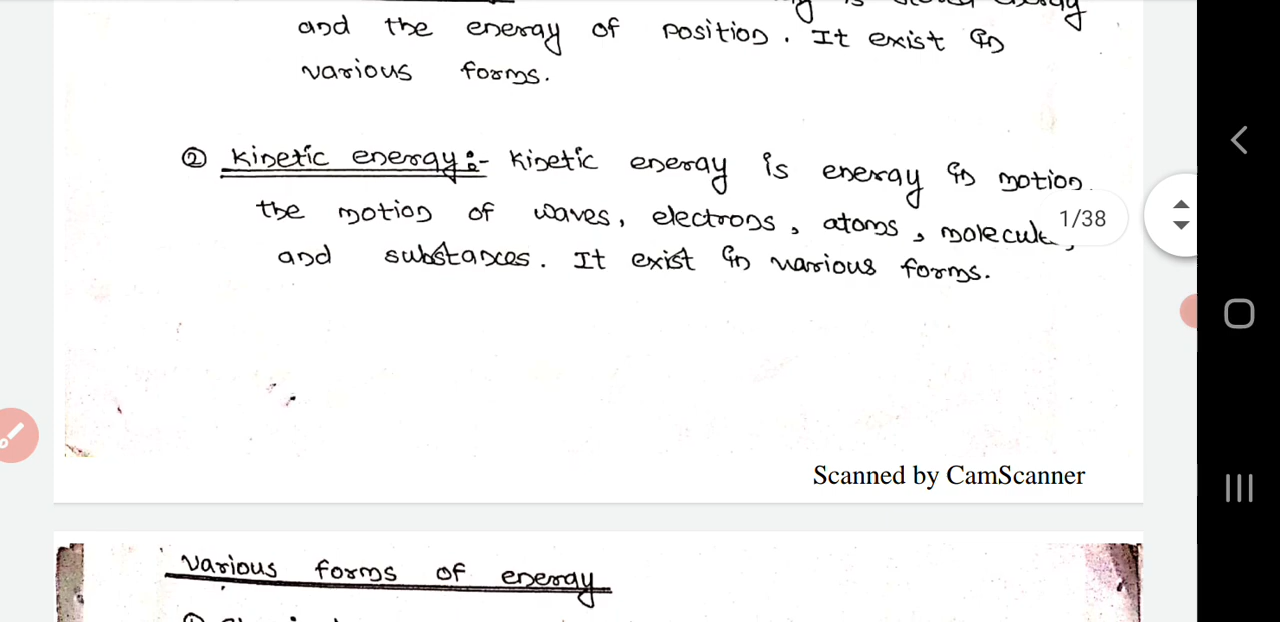 and the energy of position. It exist in
various forms.
② Kinetic energy:- Kinetic energy is energy in motion
the motion of waves, electrons, atoms, molecule
1/38
and substances. It exist in various forms.
Scanned by CamScanner
various forms of energy